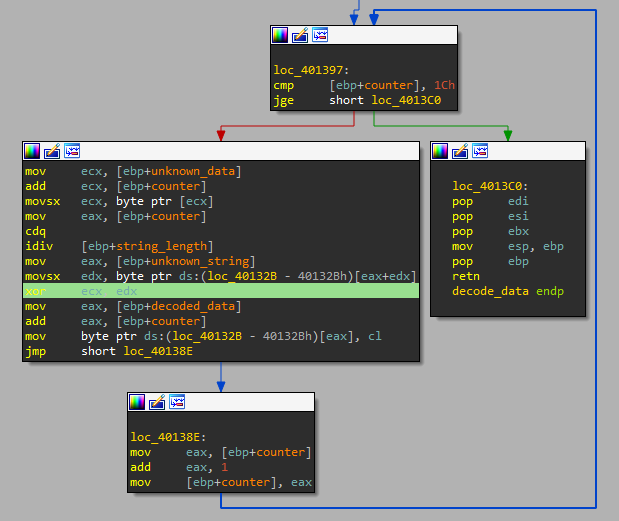 loc_401397:
cmp [ebp+counter], 1Ch
jge short loc_4013C0
mov ecx, [ebp+unknown_data]
add ecx, [ebp+counter]
movsx ecx, byte ptr [ecx]
mov eax, [ebp+counter]
cdq
idiv [ebp+string_length]
mov eax, [ebp+unknown_string]
movsx edx, byte ptr ds:(loc_40132B - 40132Bh)[eax+edx]
xor ecx edx
mov eax, [ebp+decoded_data]
add eax, [ebp+counter]
mov byte ptr ds:(loc_40132B - 40132Bh)[eax], cl
jmp short loc_40138E
loc_4013C0:
pop edi
pop esi
pop ebx
mov esp, ebp
pop ebp
retn
decode_data endp
loc_40138E:
mov eax, [ebp+counter]
add eax, 1
mov [ebp+counter], eax